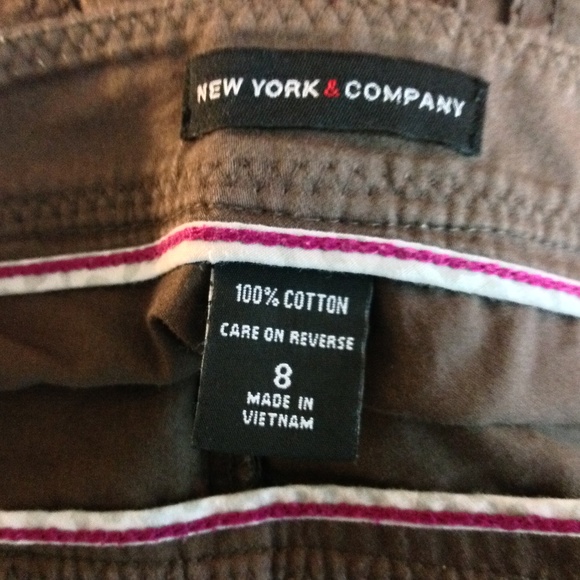 NEW YORK & COMPANY
100% COTTON
CARE ON REVERSE
8
MADE IN
VIETNAM